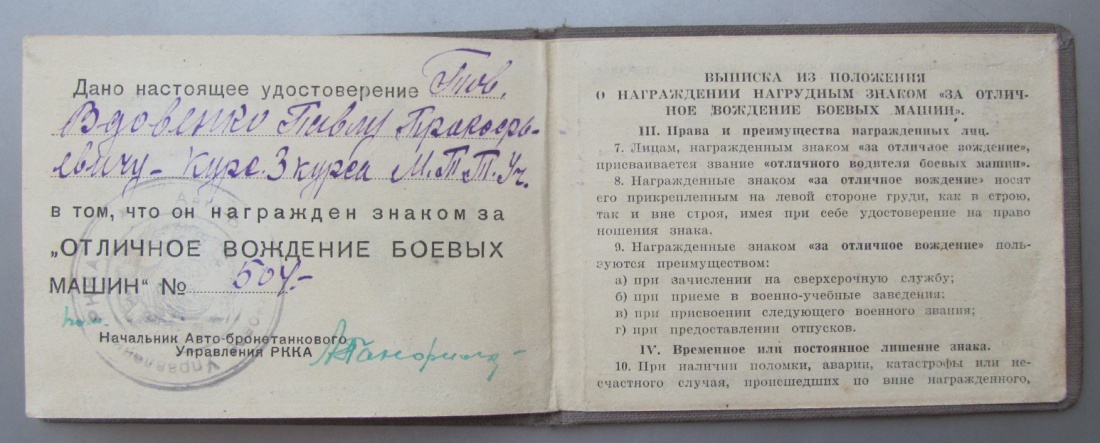 Дано настоящее удостоверение Тов.
Вдовенко Павлу Прокофь-
евичу – Курс. 3 курса М.Т.Т.Уч.
в том, что он награжден знаком за
„ОТЛИЧНОЕ ВОЖДЕНИЕ БОЕВЫХ
МАШИН“ № 504.-
Начальник Авто-бронетанкового
Управления РККА
ВЫПИСКА ИЗ ПОЛОЖЕНИЯ
О НАГРАЖДЕНИИ НАГРУДНЫМ ЗНАКОМ «ЗА ОТЛИЧ-
НОЕ ВОЖДЕНИЕ БОЕВЫХ МАШИН».
III. Права и преимущества награжденных лиц.
7. Лицам, награжденным знаком «за отличное вождение»,
присваивается звание «отличного водителя боевых машин».
8. Награжденные знаком «за отличное вождение» носят
его прикрепленным на левой стороне груди, как в строю,
так и вне строя, имея при себе удостоверение на право
ношения знака.
9. Награжденные знаком «за отличное вождение» поль-
зуются преимуществом:
а) при зачислении на сверхсрочную службу;
б) при приеме в военно-учебные заведения;
в) при присвоении следующего военного звания;
г) при предоставлении отпусков.
IV. Временное или постоянное лишение знака.
10. При наличии поломки, аварии, катастрофы или не-
счастного случая, происшедших по вине награжденного,